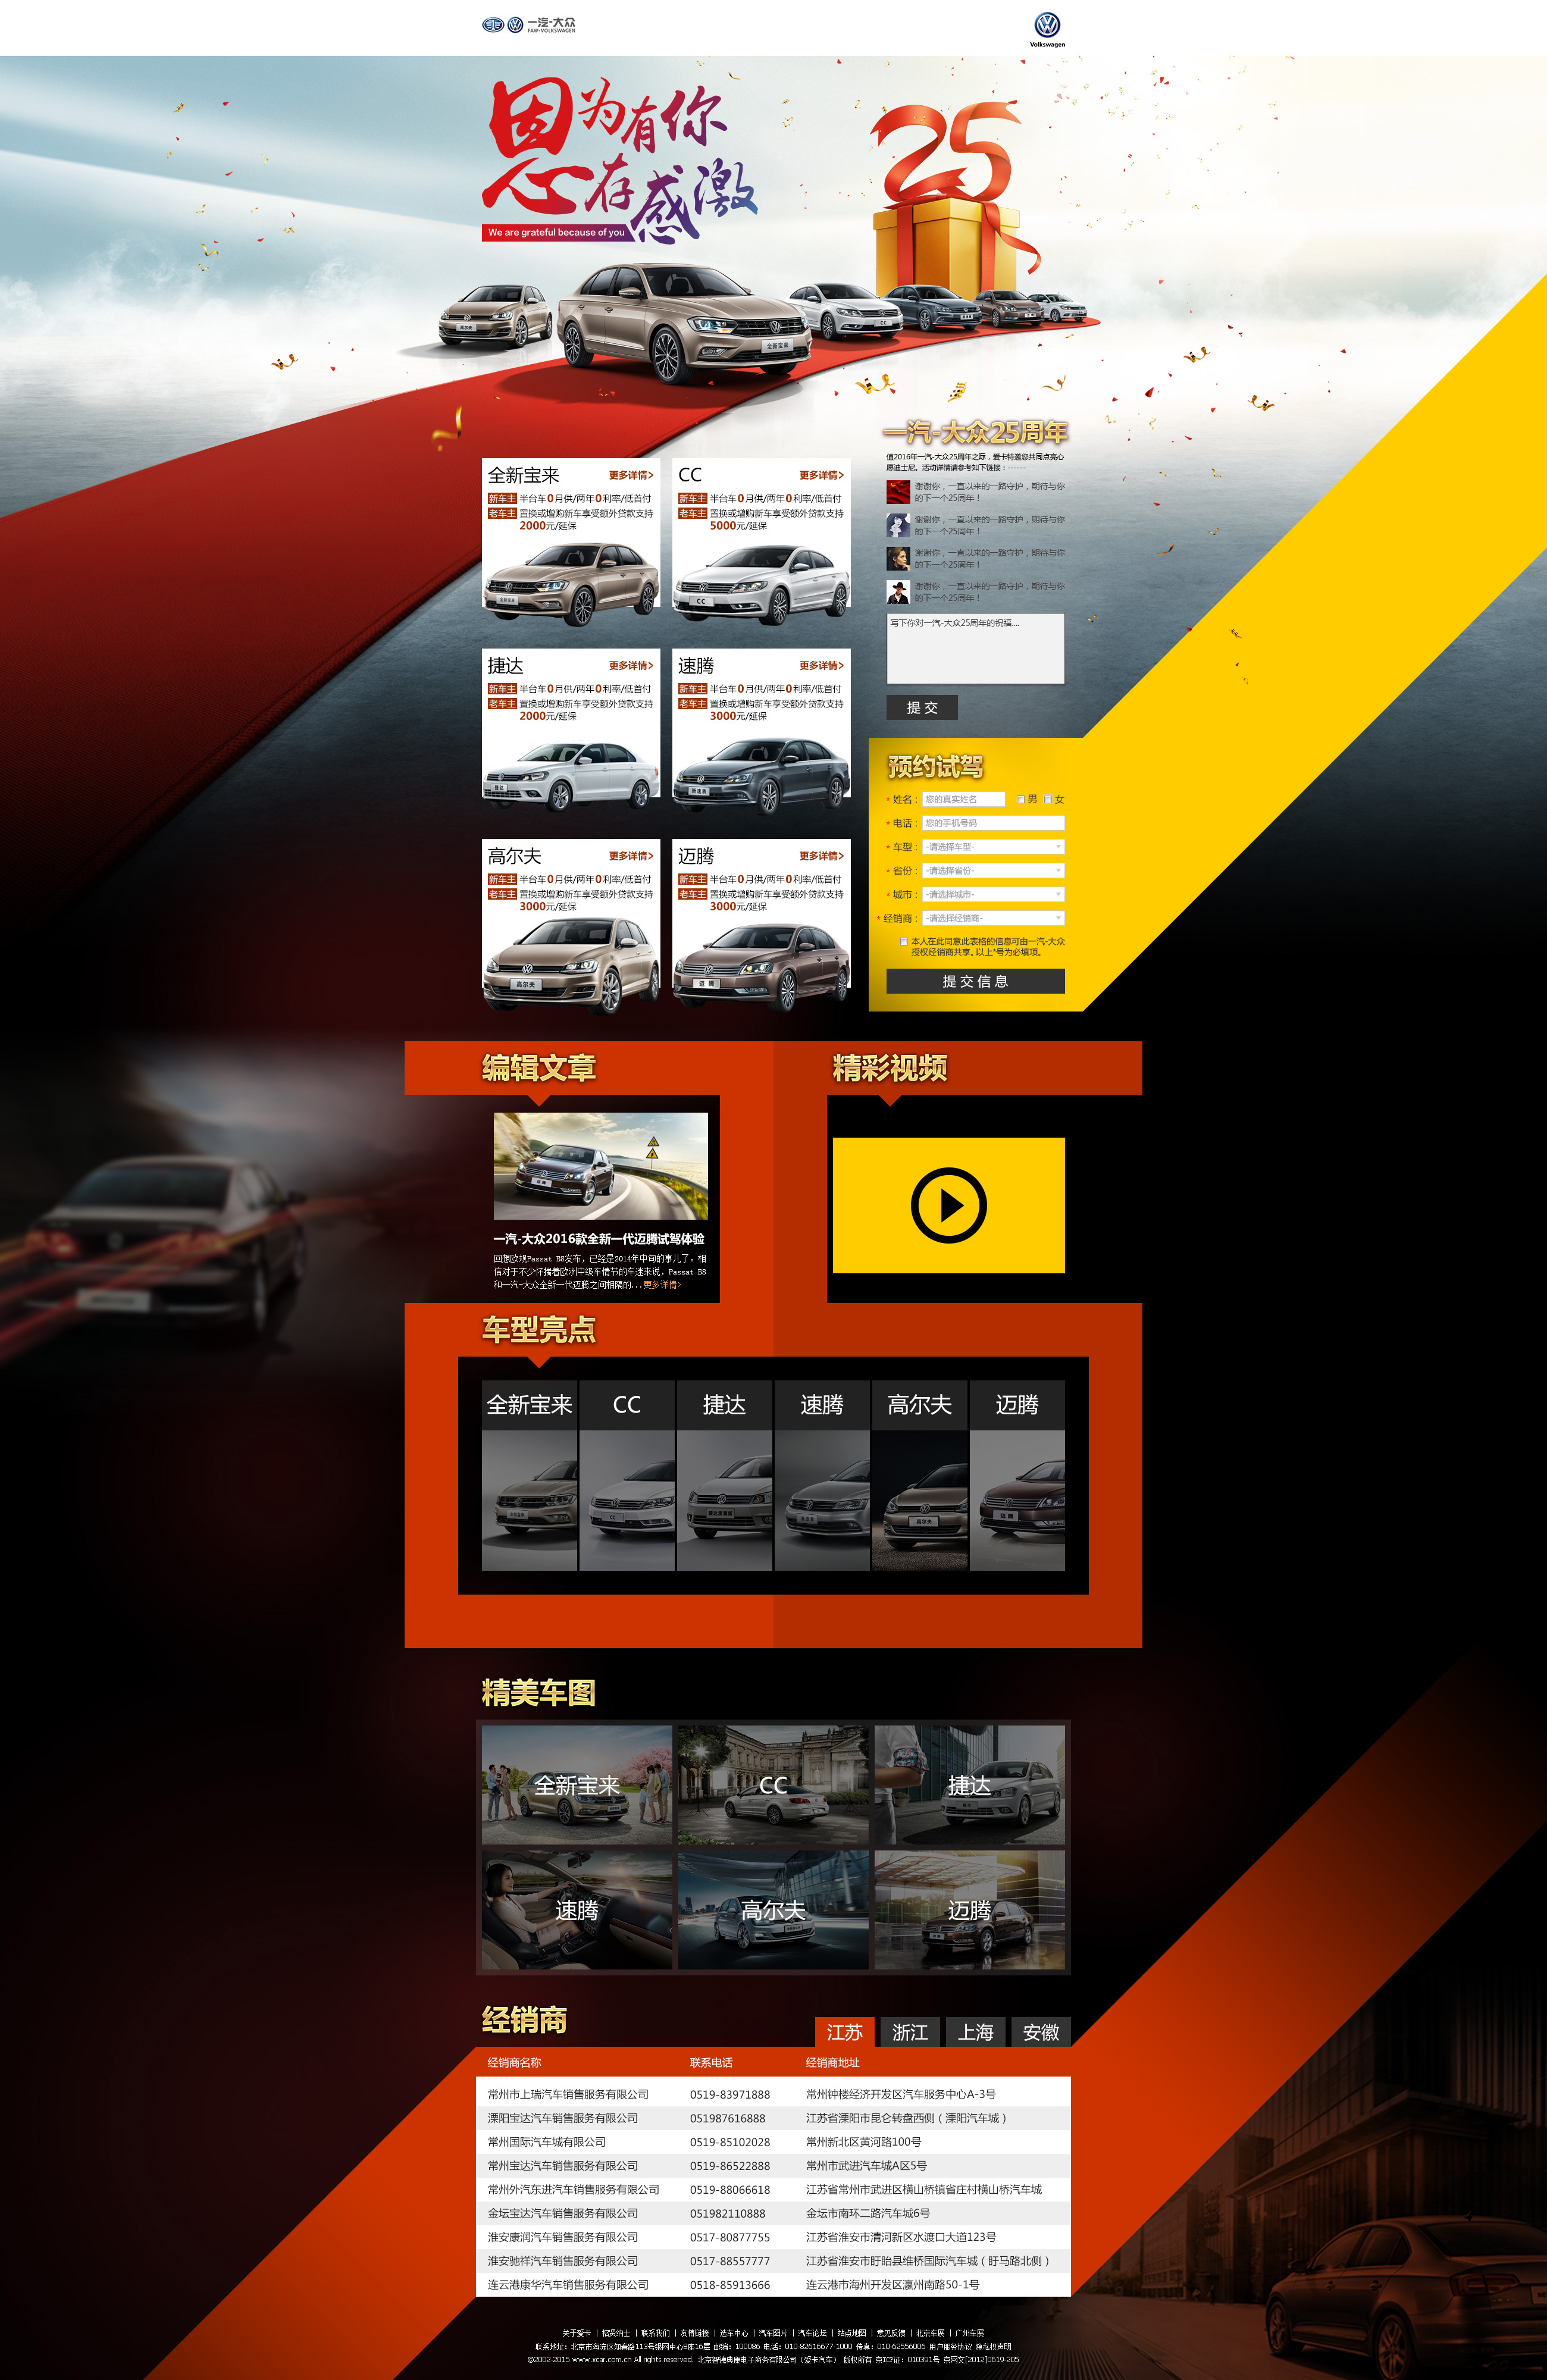 一汽-大众
FAW-VOLKSWAGEN
Volkswagen
恩为有你
心存感激
25
We are grateful because of you
高尔夫
全新宝来
CC
一汽-大众25周年
值2016年一汽-大众25周年之际，爱卡特邀您共同点亮心
愿迪士尼。活动详情请参考如下链接：------
谢谢你，一直以来的一路守护，期待与你
的下一个25周年！
谢谢你，一直以来的一路守护，期待与你
的下一个25周年！
谢谢你，一直以来的一路守护，期待与你
的下一个25周年！
谢谢你，一直以来的一路守护，期待与你
的下一个25周年！
写下你对一汽-大众25周年的祝福....
提 交
全新宝来 更多详情>
新车主 半台车0月供/两年0利率/低首付
老车主 置换或增购新车享受额外贷款支持
2000元/延保
全新宝来
CC 更多详情>
新车主 半台车0月供/两年0利率/低首付
老车主 置换或增购新车享受额外贷款支持
5000元/延保
CC
捷达 更多详情>
新车主 半台车0月供/两年0利率/低首付
老车主 置换或增购新车享受额外贷款支持
2000元/延保
捷达
速腾 更多详情>
新车主 半台车0月供/两年0利率/低首付
老车主 置换或增购新车享受额外贷款支持
3000元/延保
高尔夫 更多详情>
新车主 半台车0月供/两年0利率/低首付
老车主 置换或增购新车享受额外贷款支持
3000元/延保
高尔夫
迈腾 更多详情>
新车主 半台车0月供/两年0利率/低首付
老车主 置换或增购新车享受额外贷款支持
3000元/延保
迈 腾
预约试驾
* 姓名： 您的真实姓名 男 女
* 电话： 您的手机号码
* 车型： -请选择车型-
* 省份： -请选择省份-
* 城市： -请选择城市-
* 经销商： -请选择经销商-
本人在此同意此表格的信息可由一汽-大众
授权经销商共享。以上*号为必填项。
提 交 信 息
编辑文章
精彩视频
一汽-大众2016款全新一代迈腾试驾体验
回想欧规Passat B8发布，已经是2014年中旬的事儿了。相
信对于不少怀揣着欧洲中级车情节的车迷来说，Passat B8
和一汽-大众全新一代迈腾之间相隔的...更多详情>
车型亮点
全新宝来 CC 捷达 速腾 高尔夫 迈腾
CC
高尔夫
迈 腾
精美车图
全新宝来 CC 捷达
速腾 高尔夫 迈腾
经销商
江苏 浙江 上海 安徽
经销商名称 联系电话 经销商地址
常州市上瑞汽车销售服务有限公司 0519-83971888 常州钟楼经济开发区汽车服务中心A-3号
溧阳宝达汽车销售服务有限公司 051987616888 江苏省溧阳市昆仑转盘西侧（溧阳汽车城）
常州国际汽车城有限公司 0519-85102028 常州新北区黄河路100号
常州宝达汽车销售服务有限公司 0519-86522888 常州市武进汽车城A区5号
常州外汽东进汽车销售服务有限公司 0519-88066618 江苏省常州市武进区横山桥镇省庄村横山桥汽车城
金坛宝达汽车销售服务有限公司 051982110888 金坛市南环二路汽车城6号
淮安康润汽车销售服务有限公司 0517-80877755 江苏省淮安市清河新区水渡口大道123号
淮安驰祥汽车销售服务有限公司 0517-88557777 江苏省淮安市盱眙县维桥国际汽车城（盱马路北侧）
连云港康华汽车销售服务有限公司 0518-85913666 连云港市海州开发区瀛州南路50-1号
关于爱卡 | 招贤纳士 | 联系我们 | 友情链接 | 选车中心 | 汽车图片 | 汽车论坛 | 站点地图 | 意见反馈 | 北京车展 | 广州车展
联系地址：北京市海淀区知春路113号银网中心B座16层 邮编：100086 电话：010-82616677-1000 传真：010-62556006 用户服务协议 隐私权声明
©2002-2015 www.xcar.com.cn All rights reserved. 北京智德典康电子商务有限公司（爱卡汽车） 版权所有 京ICP证：010391号 京网文[2012]0619-205